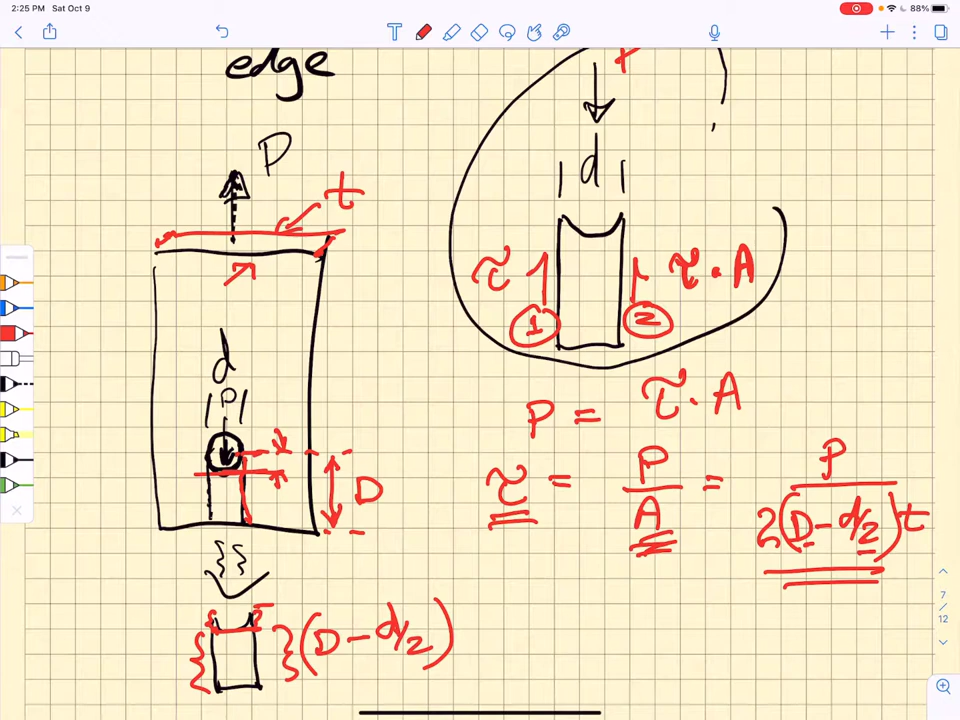 2:25 PM Sat Oct 9
88%
edge
P
t
d
P
D
(D - d/2)
P
d
τ
τ · A
1
2
P = τ · A
τ = P/A = P/2(D - d/2)t
7
/
12